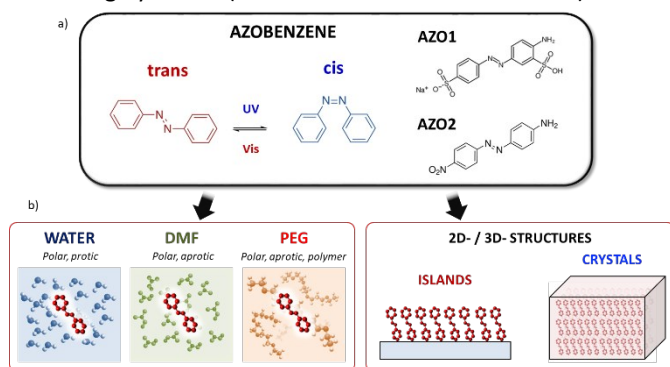 a)
AZOBENZENE
trans
cis
UV
Vis
N=N
N=N
AZO1
NH₂
N=N
O
S
OH
O
Na⁺
⁻O
S
O
O
AZO2
NH₂
N=N
O₂N
b)
WATER
Polar, protic
DMF
Polar, aprotic
PEG
Polar, aprotic, polymer
2D- / 3D- STRUCTURES
ISLANDS
CRYSTALS